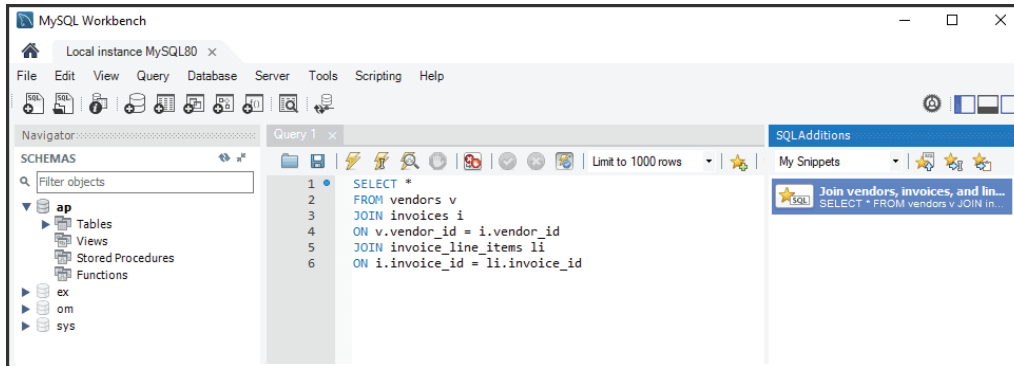 MySQL Workbench
Local instance MySQL80
File Edit View Query Database Server Tools Scripting Help
Navigator
SCHEMAS
Filter objects
ap
Tables
Views
Stored Procedures
Functions
ex
om
sys
Query 1
Limit to 1000 rows
1 SELECT *
2 FROM vendors v
3 JOIN invoices i
4 ON v.vendor_id = i.vendor_id
5 JOIN invoice_line_items li
6 ON i.invoice_id = li.invoice_id
SQLAdditions
My Snippets
Join vendors, invoices, and lin...
SELECT * FROM vendors v JOIN in...
SQL